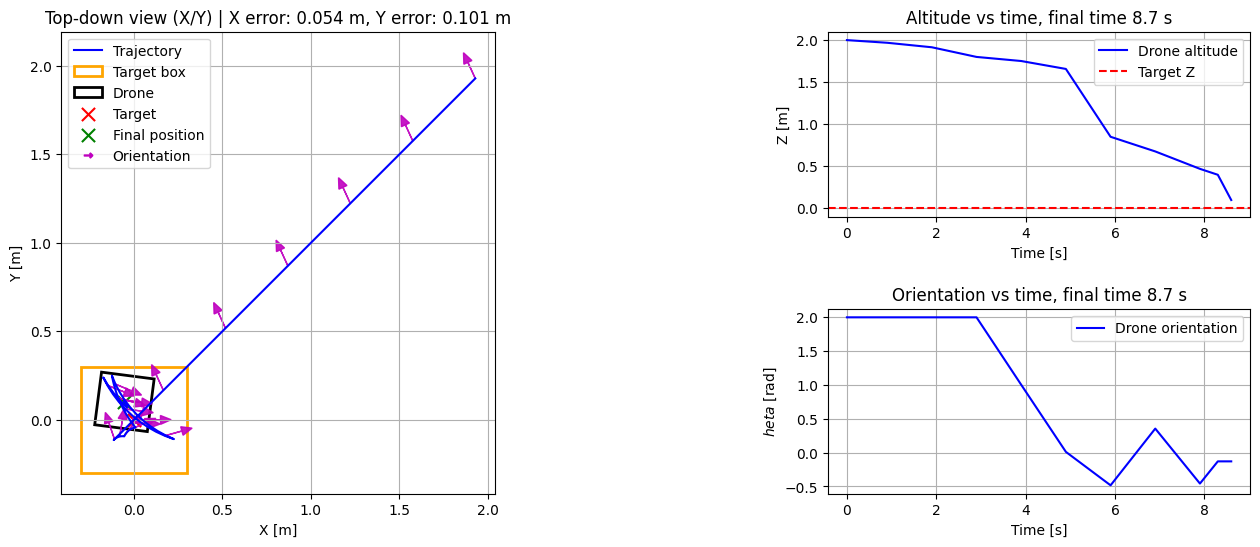 Top-down view (X/Y) | X error: 0.054 m, Y error: 0.101 m
Trajectory
Target box
Drone
Target
Final position
Orientation
2.0
1.5
1.0
0.5
0.0
Y [m]
0.0
0.5
1.0
1.5
2.0
X [m]
Altitude vs time, final time 8.7 s
Drone altitude
Target Z
2.0
1.5
1.0
0.5
0.0
Z [m]
0
2
4
6
8
Time [s]
Orientation vs time, final time 8.7 s
Drone orientation
2.0
1.5
1.0
0.5
0.0
−0.5
heta [rad]
0
2
4
6
8
Time [s]